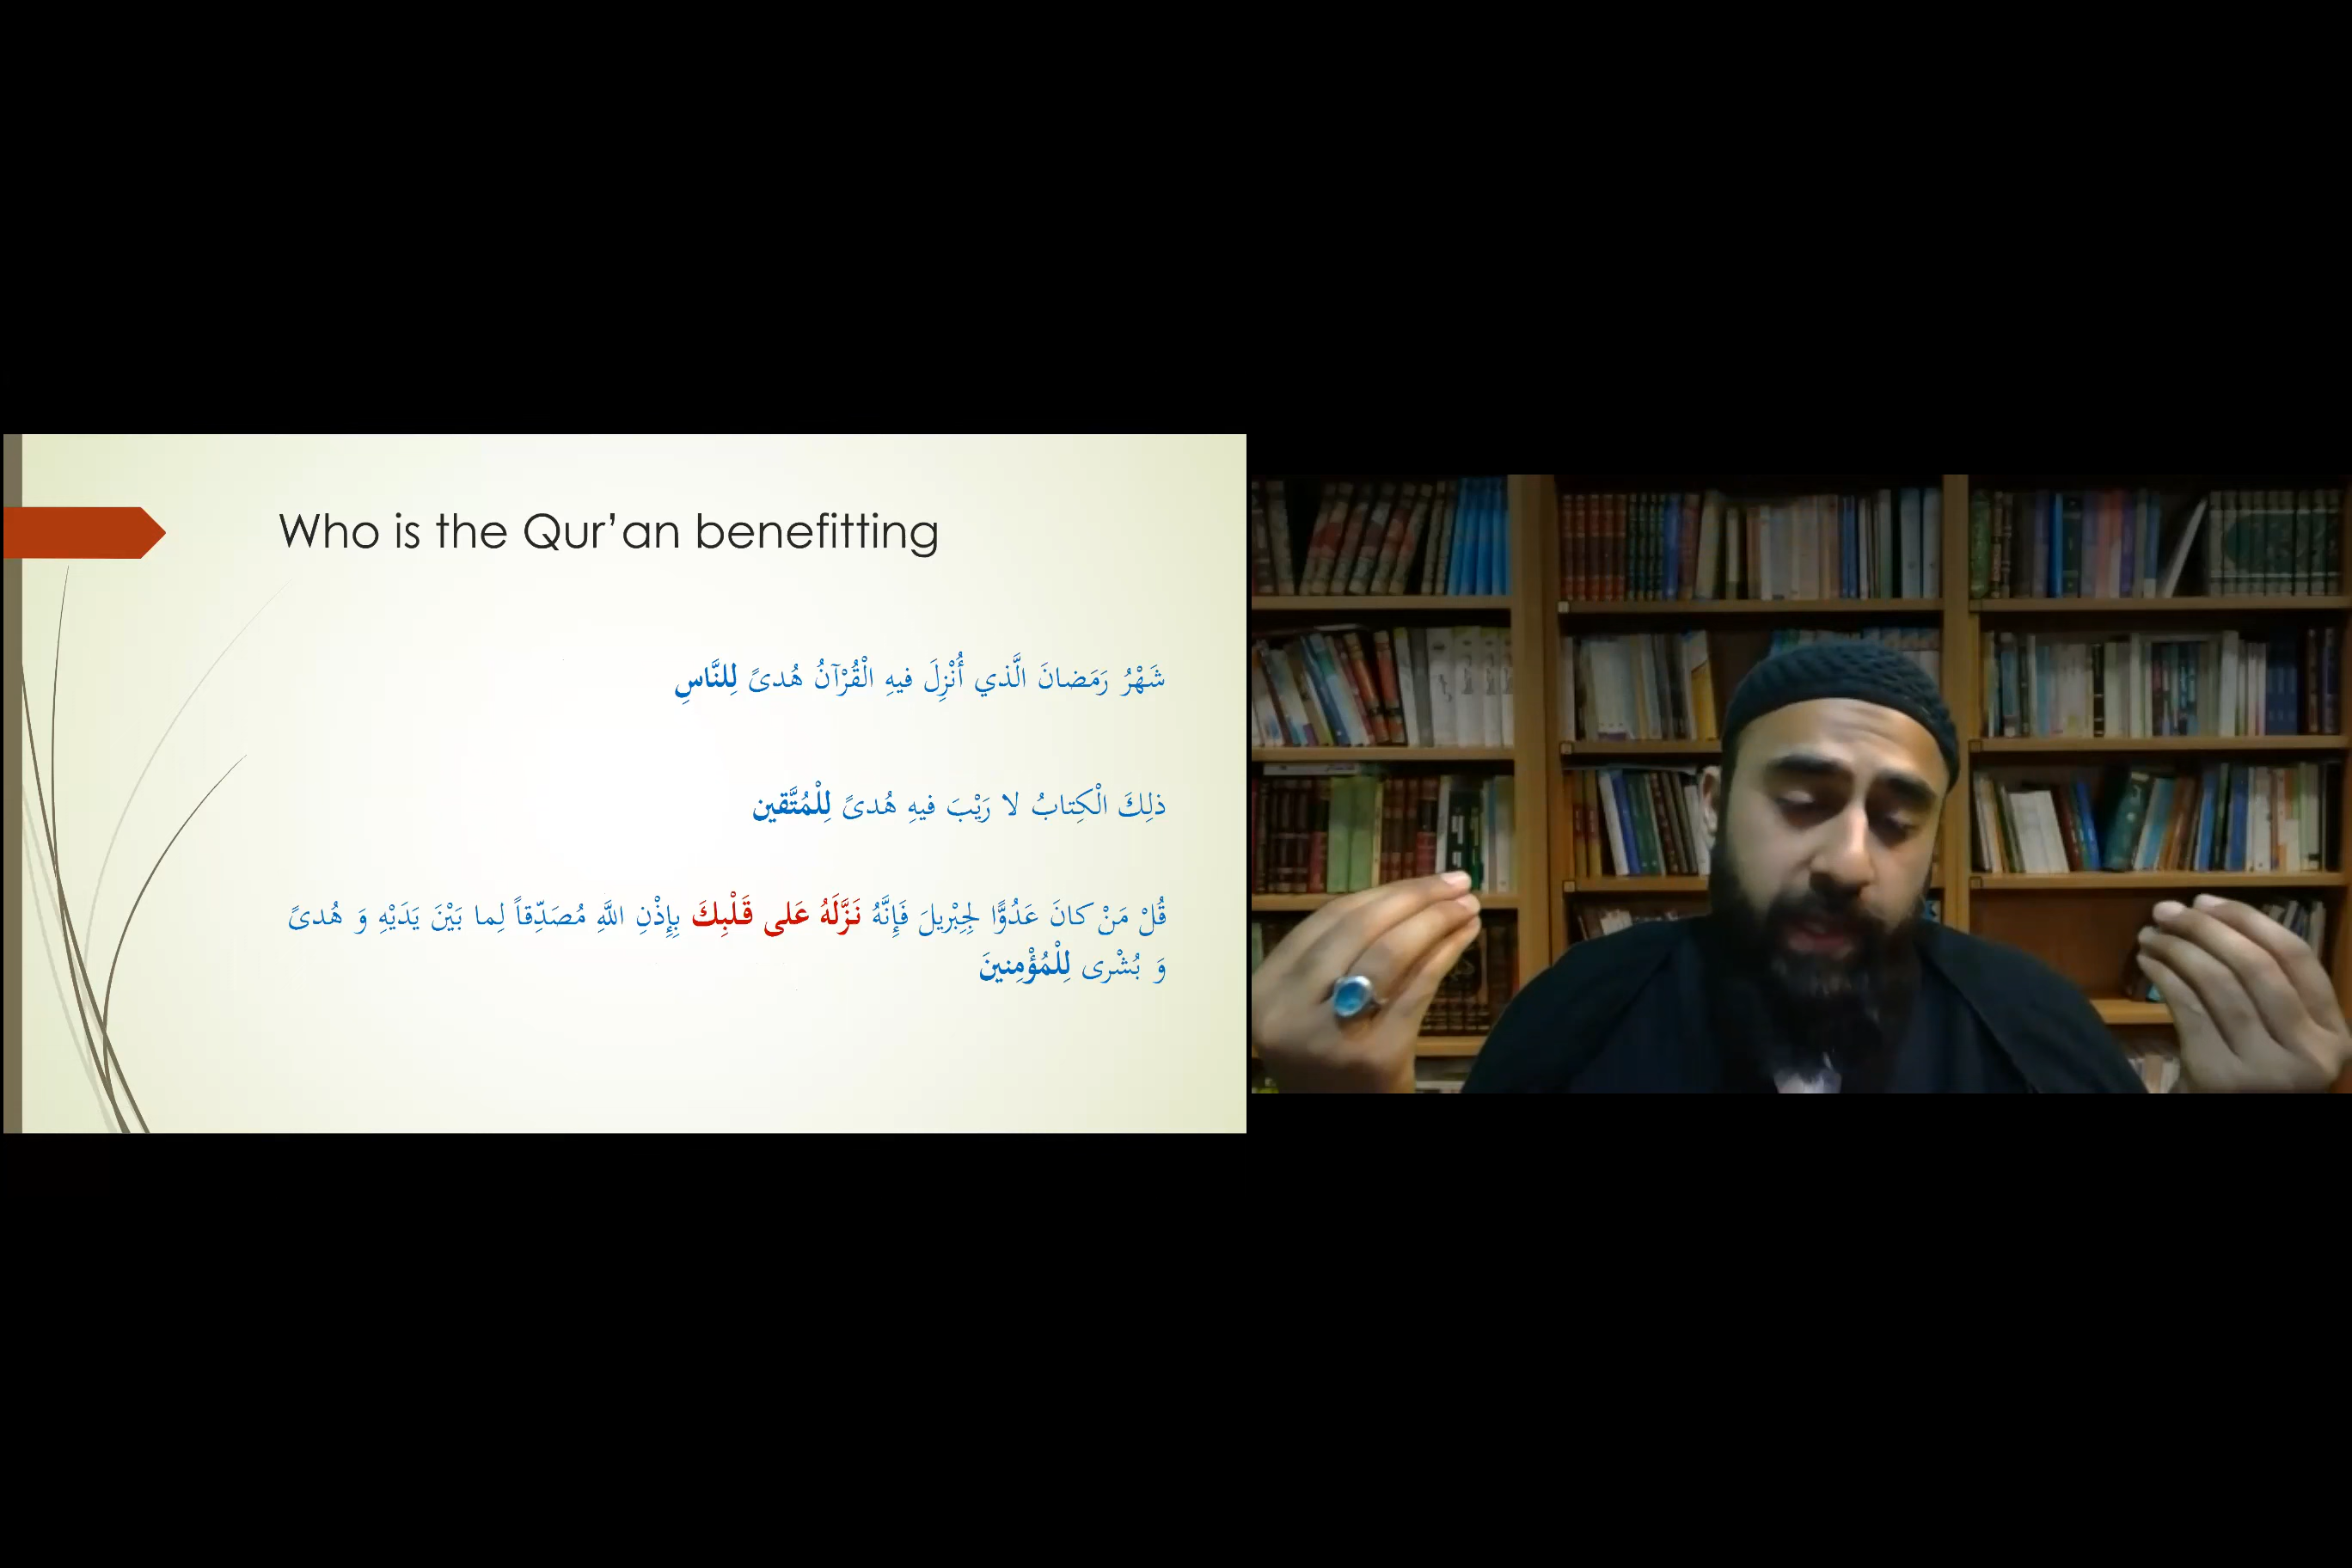 Who is the Qur’an benefitting
شَهْرُ رَمَضانَ الَّذي أُنْزِلَ فيهِ الْقُرْآنُ هُدىً لِلنَّاسِ
ذلِكَ الْكِتابُ لا رَيْبَ فيهِ هُدىً لِلْمُتَّقين
قُلْ مَنْ كانَ عَدُوًّا لِجِبْريلَ فَإِنَّهُ نَزَّلَهُ عَلى قَلْبِكَ بِإِذْنِ اللَّهِ مُصَدِّقاً لِما بَيْنَ يَدَيْهِ وَ هُدىً
وَ بُشْرى لِلْمُؤْمِنينَ